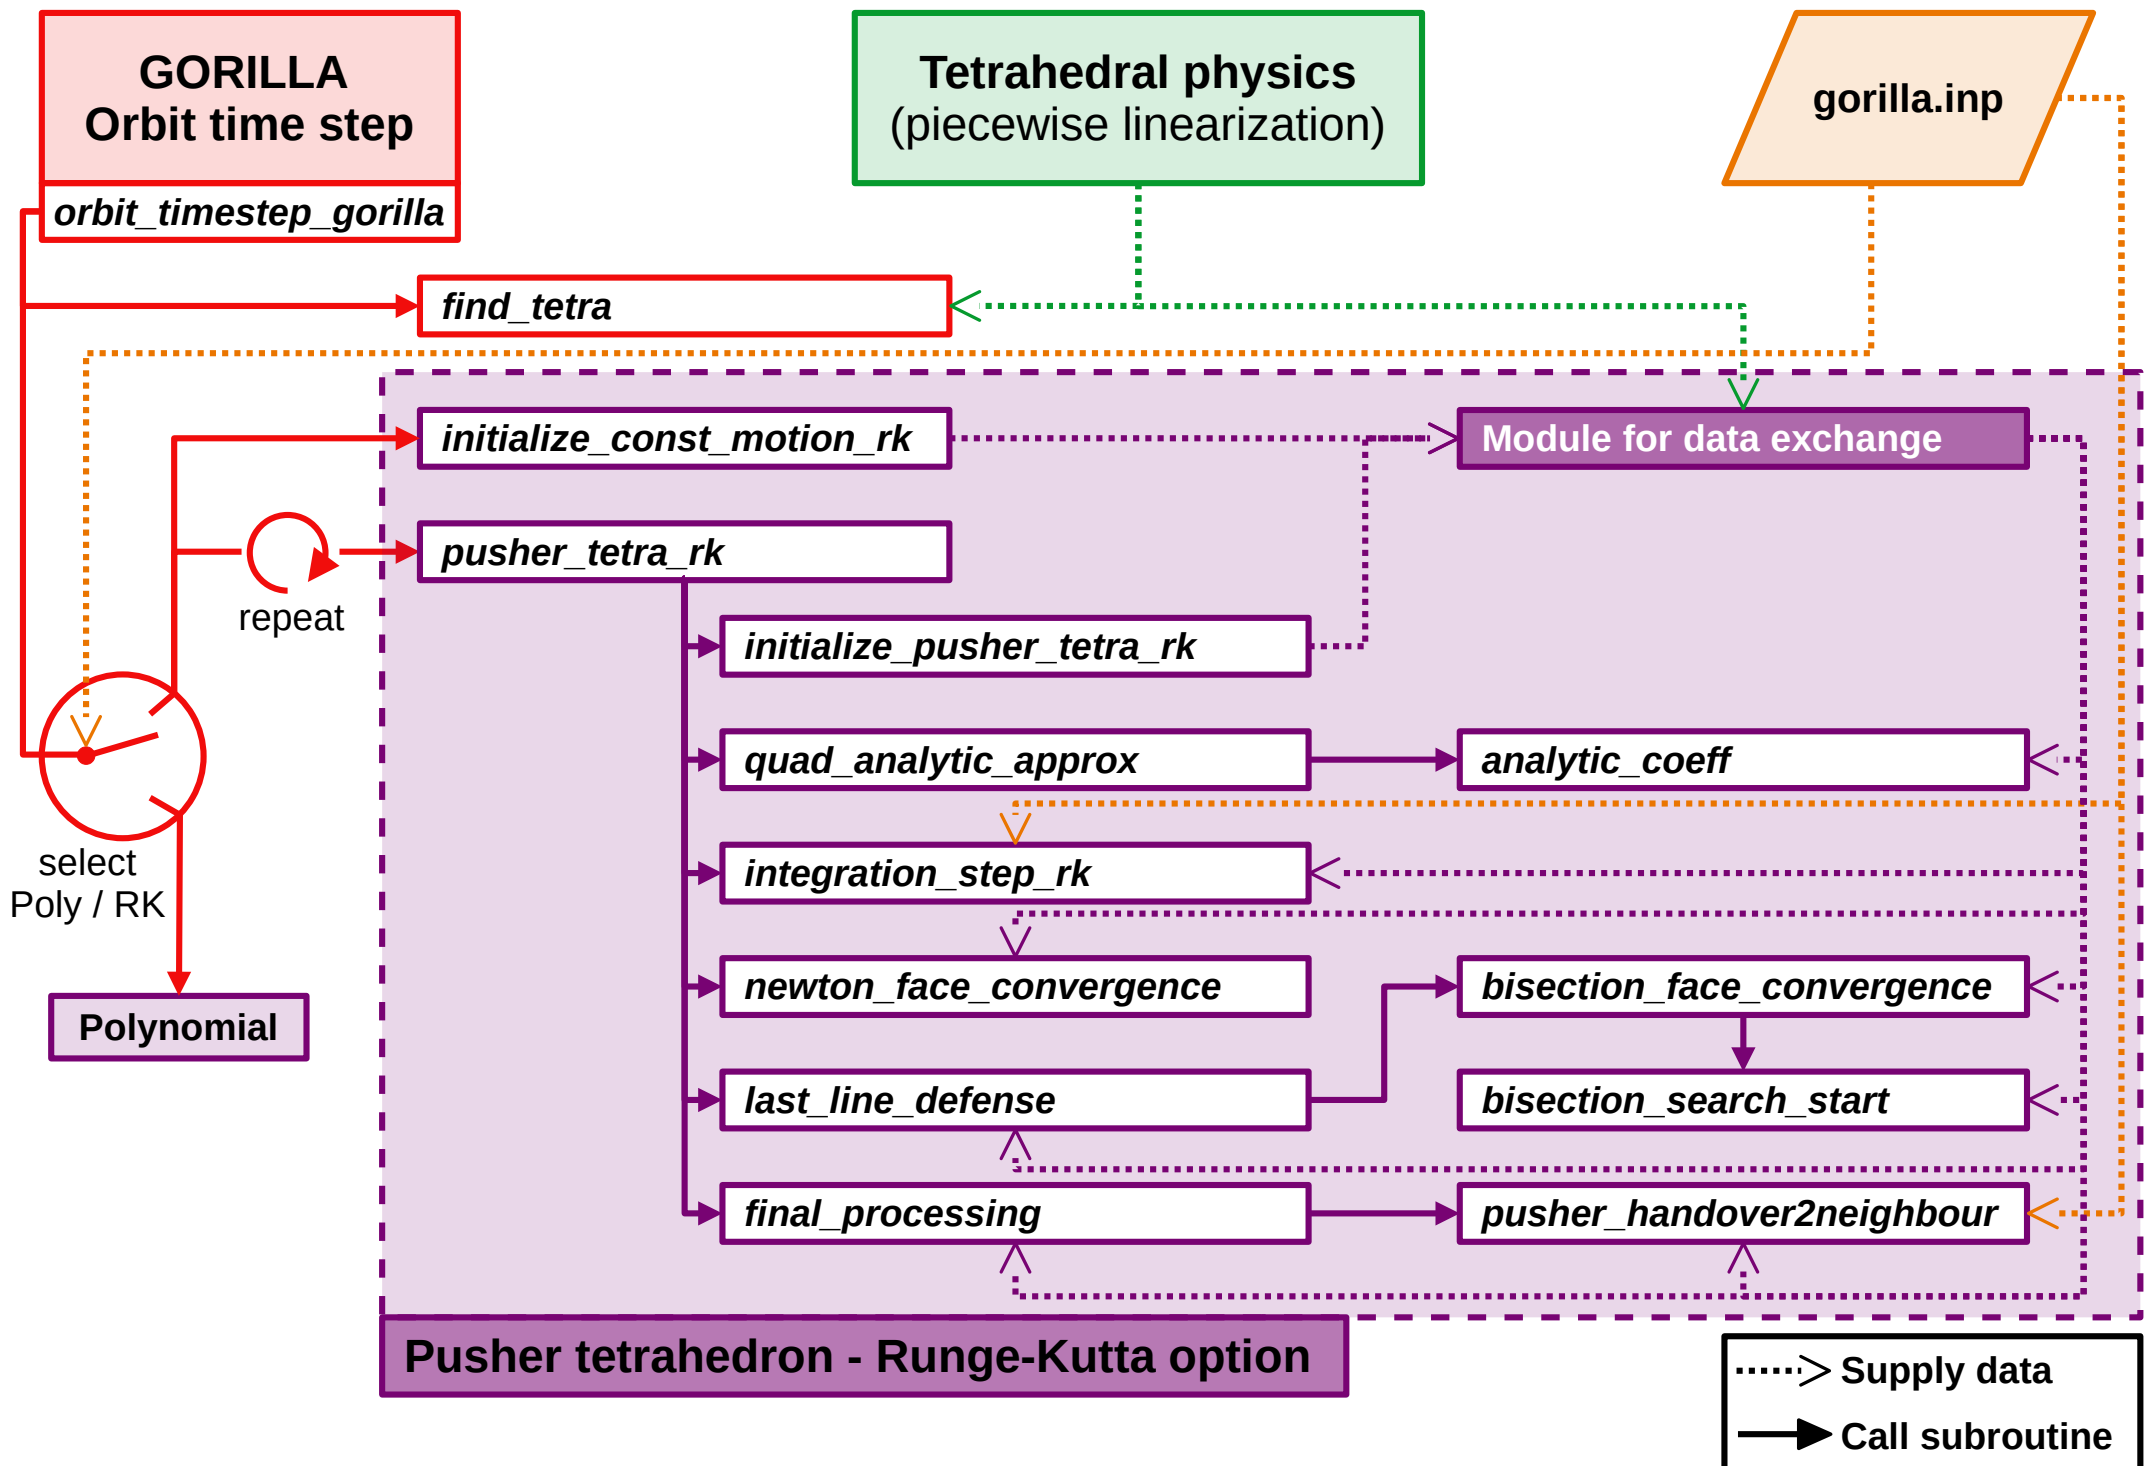 GORILLA
Orbit time step
orbit_timestep_gorilla
Tetrahedral physics
(piecewise linearization)
gorilla.inp
find_tetra
initialize_const_motion_rk
Module for data exchange
pusher_tetra_rk
repeat
initialize_pusher_tetra_rk
quad_analytic_approx
analytic_coeff
select
Poly / RK
integration_step_rk
newton_face_convergence
bisection_face_convergence
Polynomial
last_line_defense
bisection_search_start
final_processing
pusher_handover2neighbour
Pusher tetrahedron - Runge-Kutta option
Supply data
Call subroutine